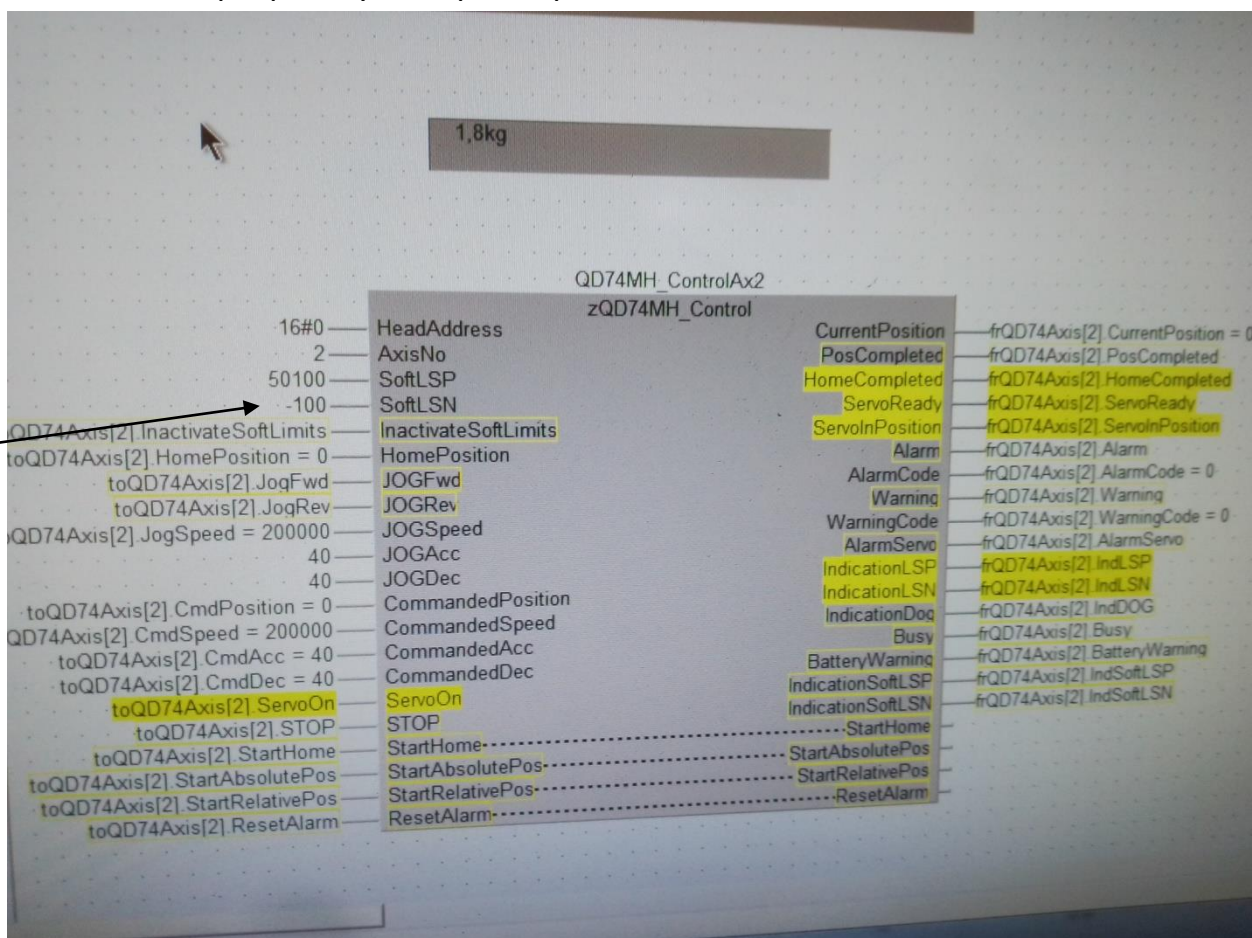 1,8kg
QD74MH_ControlAx2
zQD74MH_Control
16#0 HeadAddress CurrentPosition frQD74Axis[2].CurrentPosition = 0
2 AxisNo PosCompleted frQD74Axis[2].PosCompleted
50100 SoftLSP HomeCompleted frQD74Axis[2].HomeCompleted
-100 SoftLSN ServoReady frQD74Axis[2].ServoReady
QD74Axis[2].InactivateSoftLimits InactivateSoftLimits ServoInPosition frQD74Axis[2].ServoInPosition
toQD74Axis[2].HomePosition = 0 HomePosition Alarm frQD74Axis[2].Alarm
toQD74Axis[2].JogFwd JOGFwd AlarmCode frQD74Axis[2].AlarmCode = 0
toQD74Axis[2].JogRev JOGRev Warning frQD74Axis[2].Warning
QD74Axis[2].JogSpeed = 200000 JOGSpeed WarningCode frQD74Axis[2].WarningCode = 0
40 JOGAcc AlarmServo frQD74Axis[2].AlarmServo
40 JOGDec IndicationLSP frQD74Axis[2].IndLSP
toQD74Axis[2].CmdPosition = 0 CommandedPosition IndicationLSN frQD74Axis[2].IndLSN
QD74Axis[2].CmdSpeed = 200000 CommandedSpeed IndicationDog frQD74Axis[2].IndDOG
toQD74Axis[2].CmdAcc = 40 CommandedAcc Busy frQD74Axis[2].Busy
toQD74Axis[2].CmdDec = 40 CommandedDec BatteryWarning frQD74Axis[2].BatteryWarning
toQD74Axis[2].ServoOn ServoOn IndicationSoftLSP frQD74Axis[2].IndSoftLSP
toQD74Axis[2].STOP STOP IndicationSoftLSN frQD74Axis[2].IndSoftLSN
toQD74Axis[2].StartHome StartHome StartHome
toQD74Axis[2].StartAbsolutePos StartAbsolutePos StartAbsolutePos
toQD74Axis[2].StartRelativePos StartRelativePos StartRelativePos
toQD74Axis[2].ResetAlarm ResetAlarm ResetAlarm